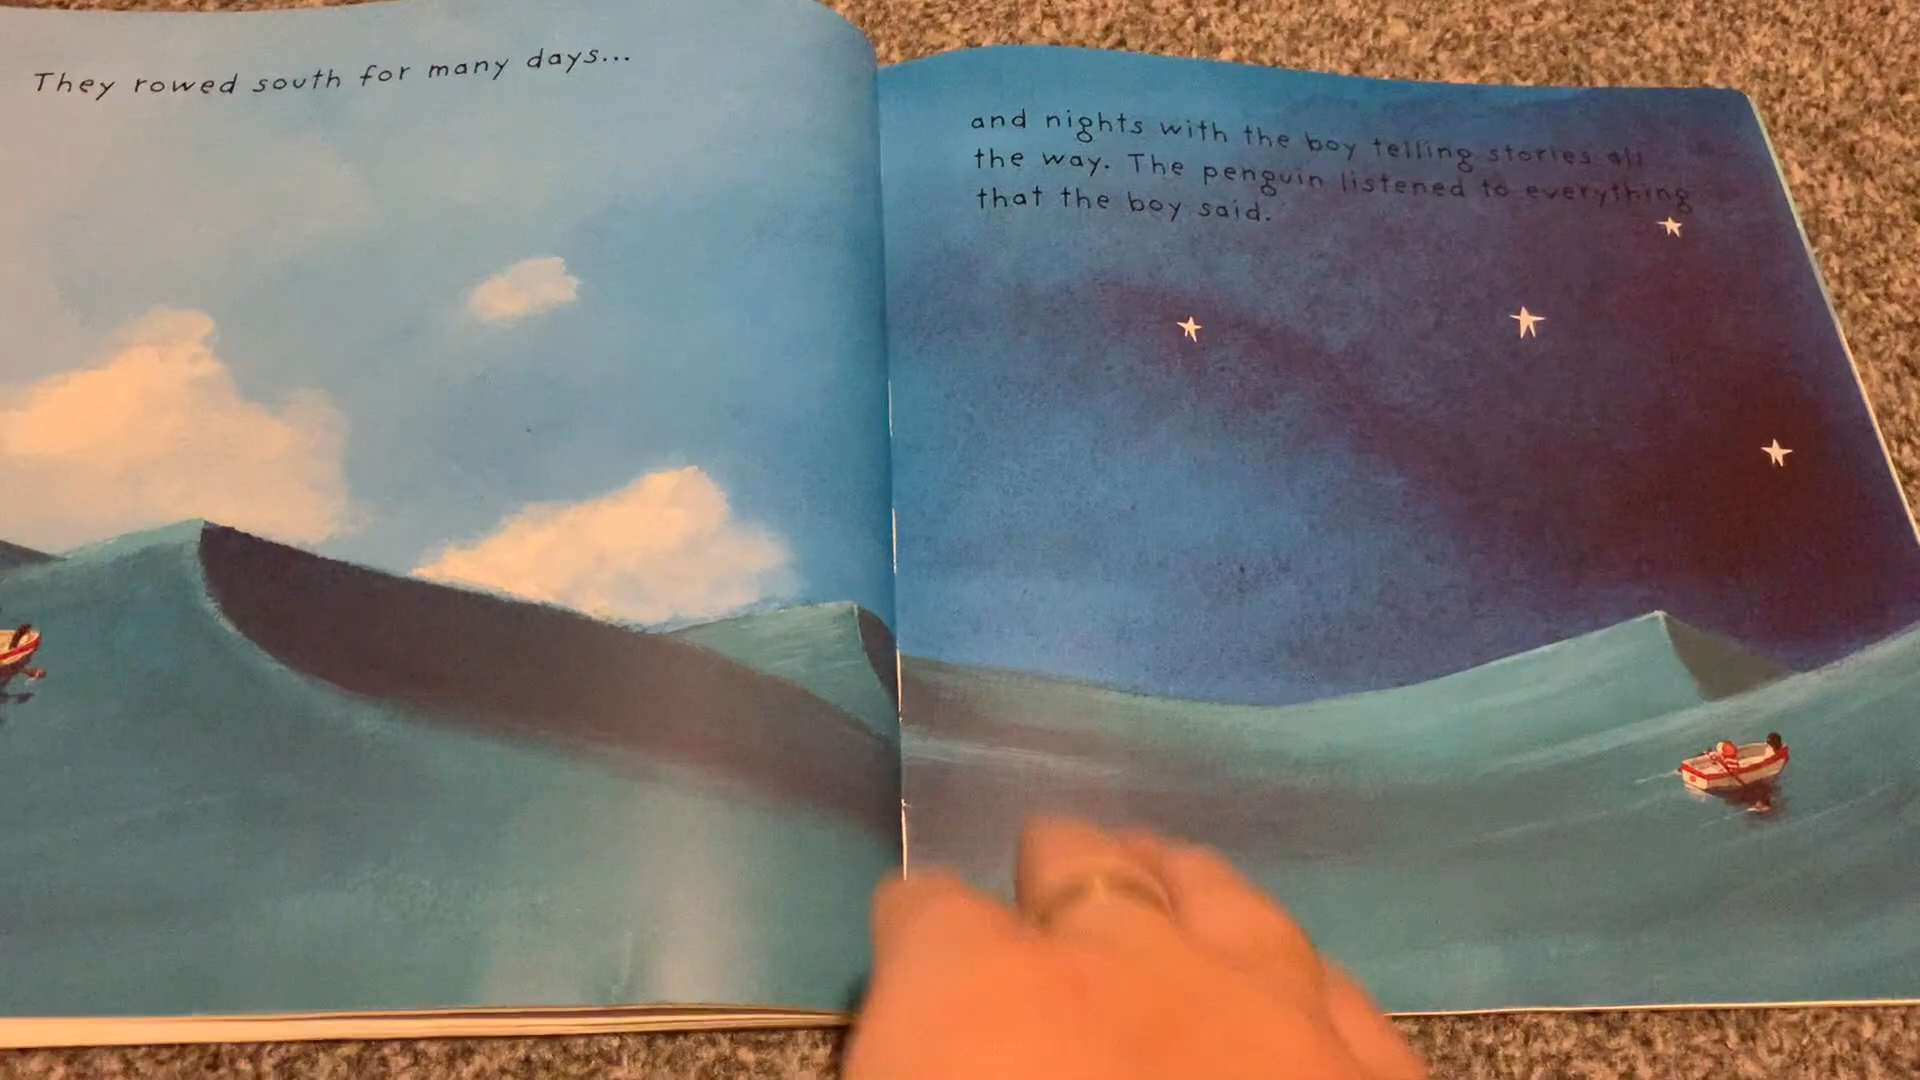 They rowed south for many days...
and nights with the boy telling stories all
the way. The penguin listened to everything
that the boy said.